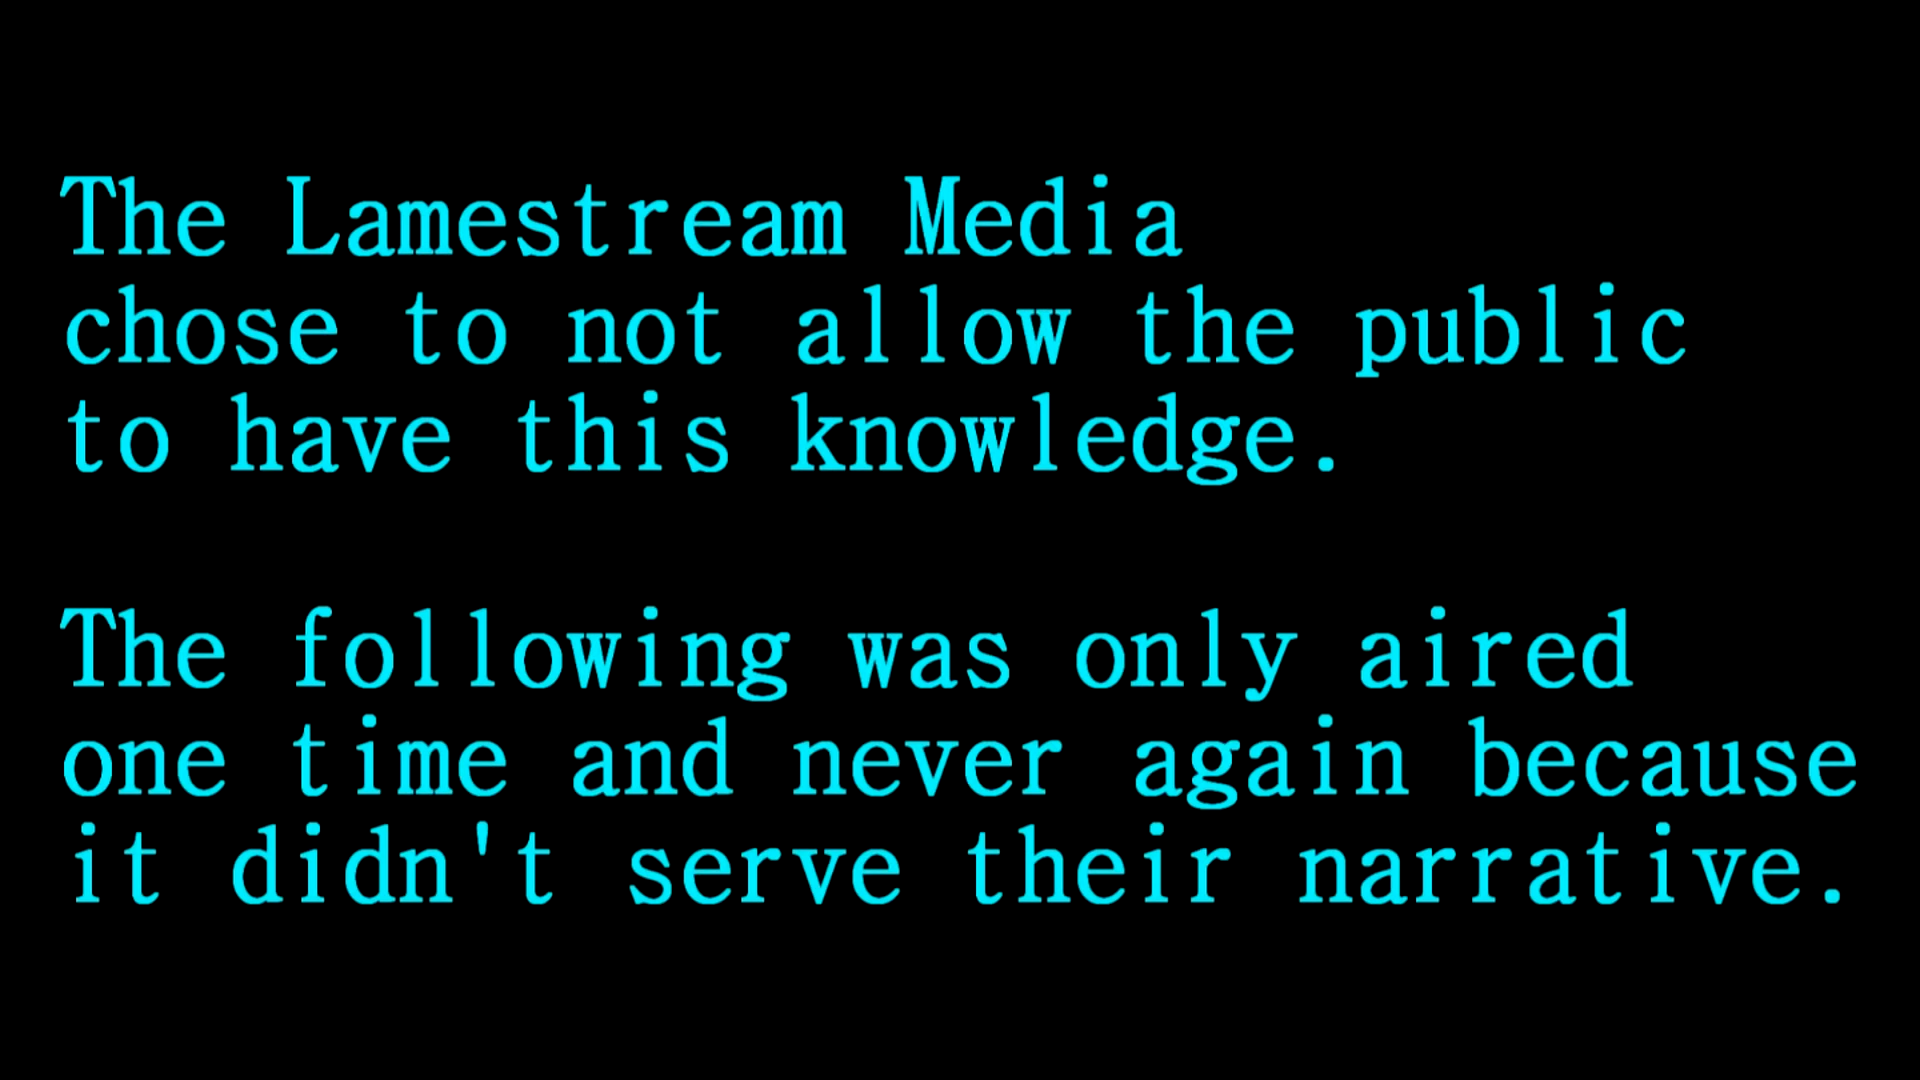 The Lamestream Media
chose to not allow the public
to have this knowledge.
The following was only aired
one time and never again because
it didn't serve their narrative.